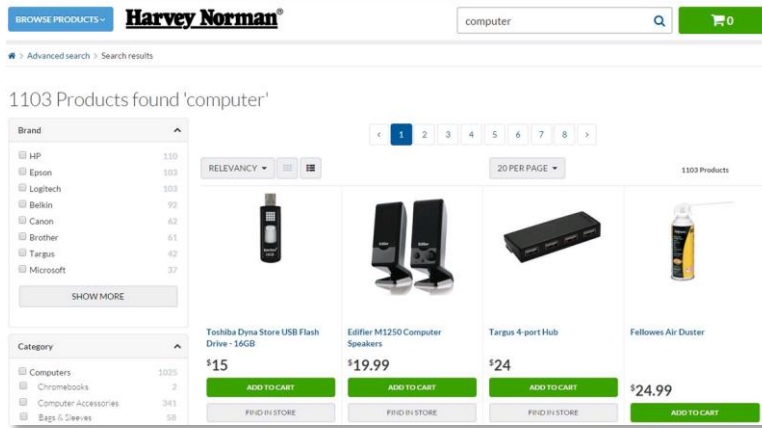 BROWSE PRODUCTS
Harvey Norman®
computer
0
> Advanced search > Search results
1103 Products found 'computer'
Brand
HP 110
Epson 103
Logitech 103
Belkin 92
Canon 62
Brother 61
Targus 42
Microsoft 37
SHOW MORE
Category
Computers 1025
Chromebooks 2
Computer Accessories 341
Bags & Sleeves 58
< 1 2 3 4 5 6 7 8 >
RELEVANCY
20 PER PAGE
1103 Products
Toshiba Dyna Store USB Flash
Drive - 16GB
$15
ADD TO CART
FIND IN STORE
Edifier M1250 Computer
Speakers
$19.99
ADD TO CART
FIND IN STORE
Targus 4-port Hub
$24
ADD TO CART
FIND IN STORE
Fellowes Air Duster
$24.99
ADD TO CART